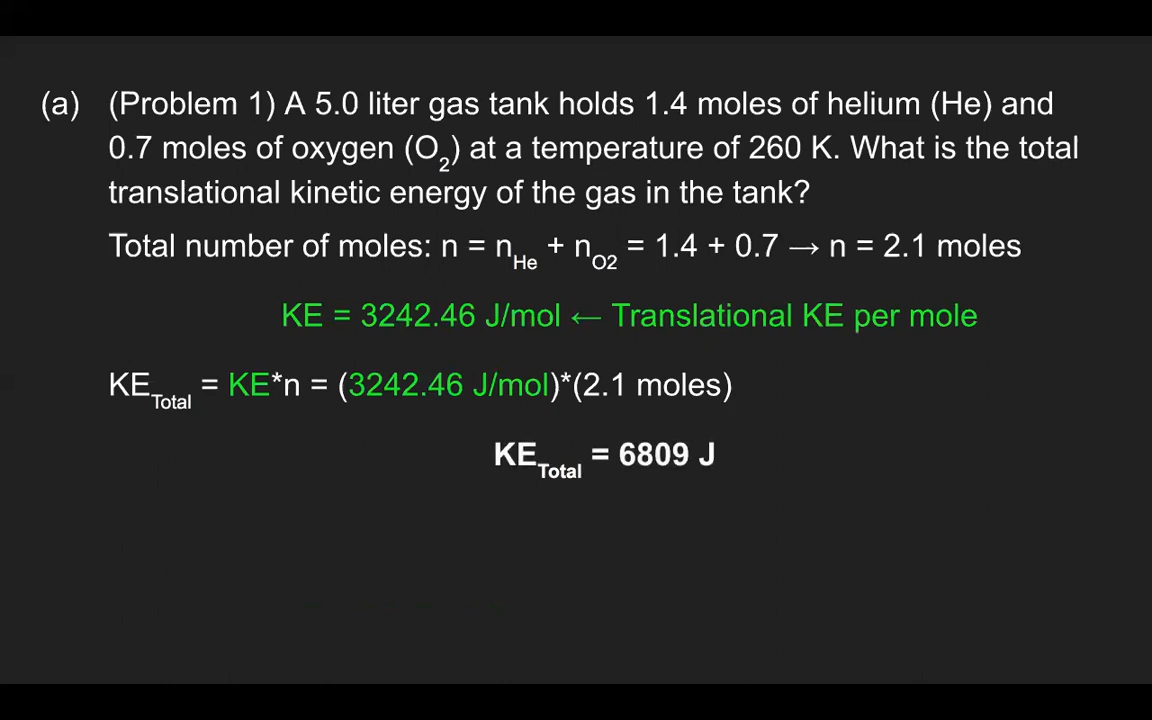 (a) (Problem 1) A 5.0 liter gas tank holds 1.4 moles of helium (He) and
0.7 moles of oxygen (O2) at a temperature of 260 K. What is the total
translational kinetic energy of the gas in the tank?
Total number of moles: n = nHe + nO2 = 1.4 + 0.7 → n = 2.1 moles
KE = 3242.46 J/mol ← Translational KE per mole
KETotal = KE*n = (3242.46 J/mol)*(2.1 moles)
KETotal = 6809 J